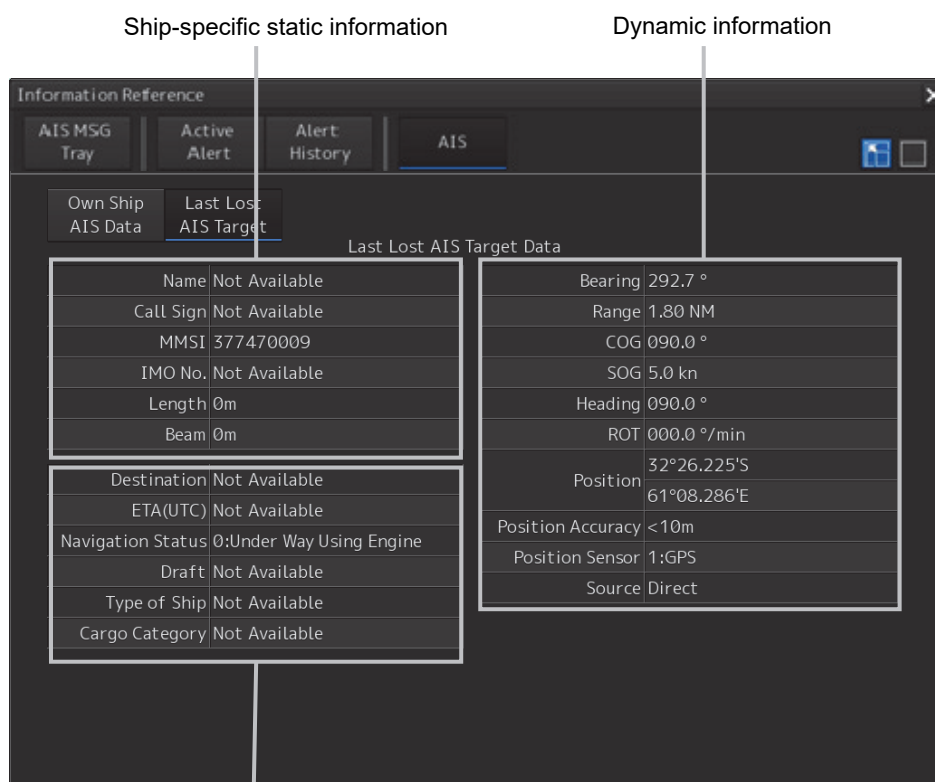 Ship-specific static information
Dynamic information
Information Reference
AIS MSG Tray
Active Alert
Alert History
AIS
Own Ship AIS Data
Last Lost AIS Target
Last Lost AIS Target Data
Name Not Available
Call Sign Not Available
MMSI 377470009
IMO No. Not Available
Length 0m
Beam 0m
Destination Not Available
ETA(UTC) Not Available
Navigation Status 0:Under Way Using Engine
Draft Not Available
Type of Ship Not Available
Cargo Category Not Available
Bearing 292.7 °
Range 1.80 NM
COG 090.0 °
SOG 5.0 kn
Heading 090.0 °
ROT 000.0 °/min
Position 32°26.225'S
61°08.286'E
Position Accuracy <10m
Position Sensor 1:GPS
Source Direct